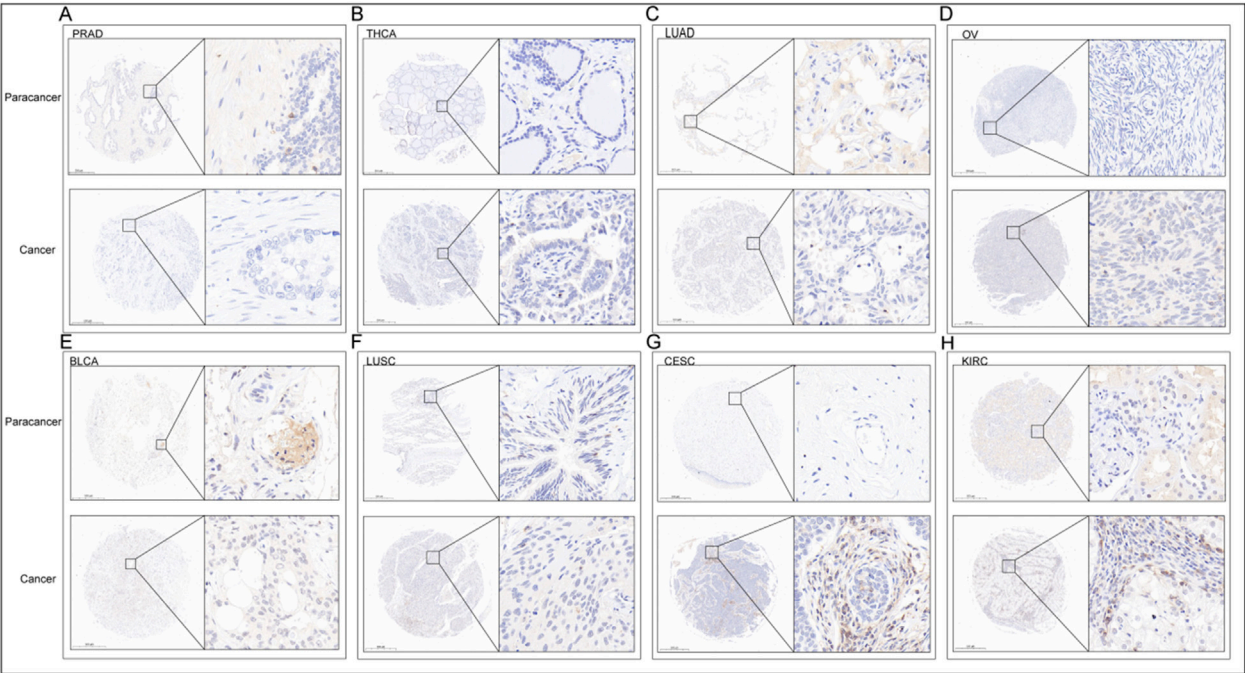 A B C D
PRAD THCA LUAD OV
Paracancer
Cancer
E F G H
BLCA LUSC CESC KIRC
Paracancer
Cancer